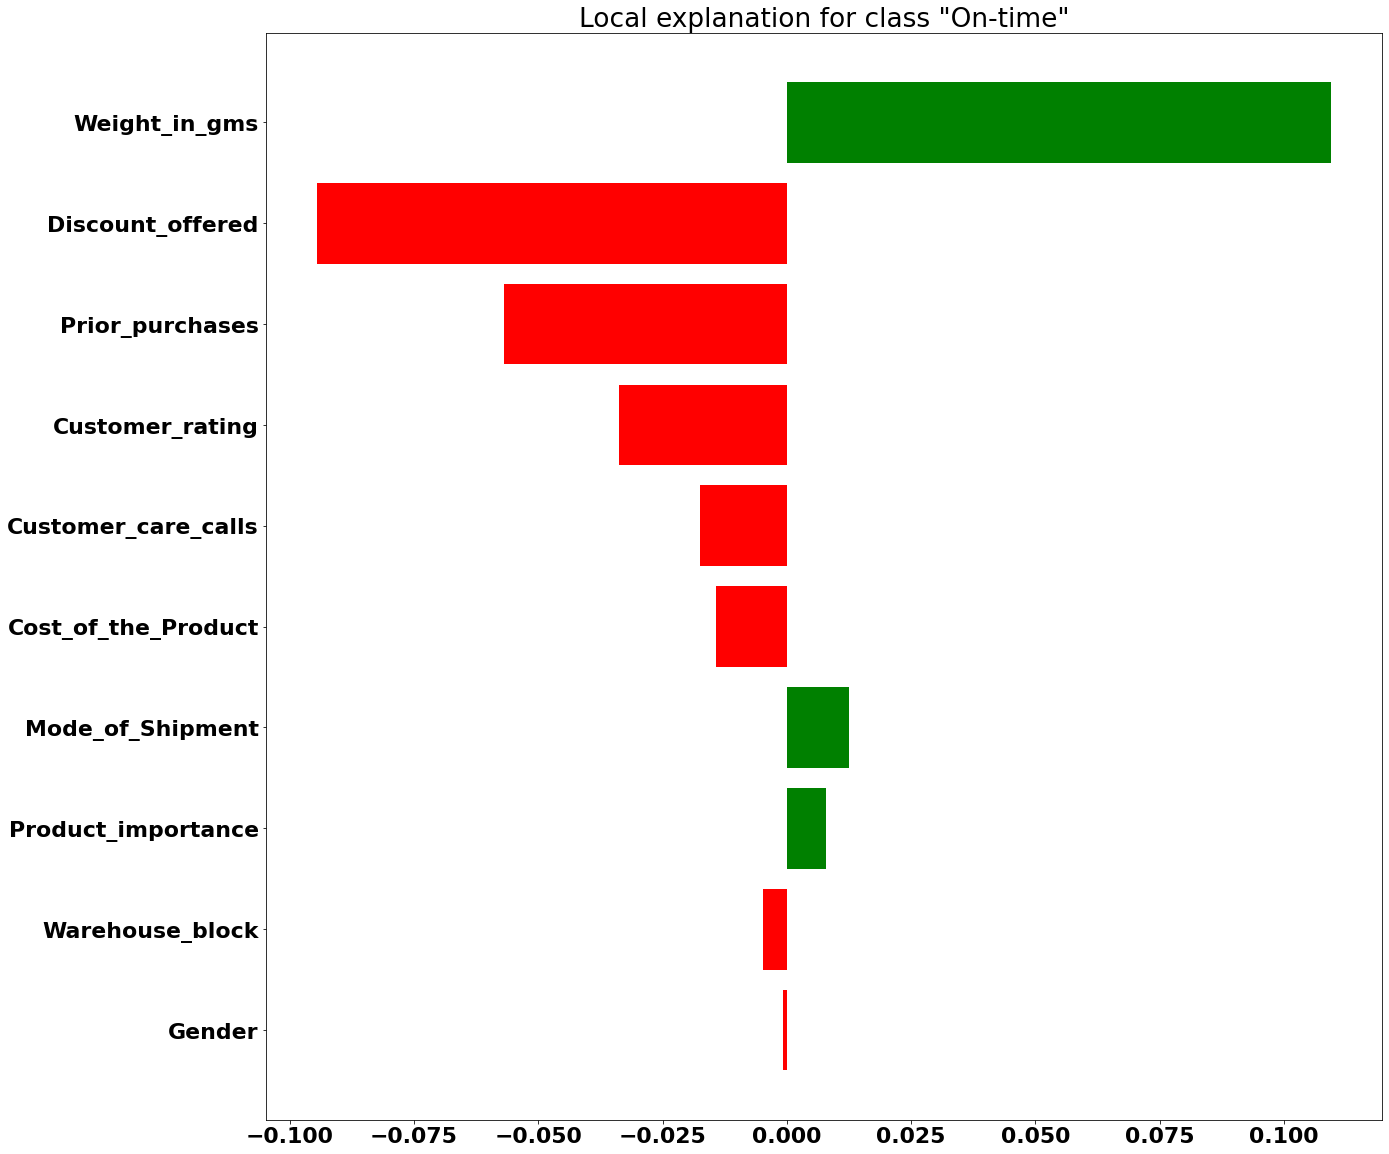 Local explanation for class "On-time"
Weight_in_gms
Discount_offered
Prior_purchases
Customer_rating
Customer_care_calls
Cost_of_the_Product
Mode_of_Shipment
Product_importance
Warehouse_block
Gender
−0.100 −0.075 −0.050 −0.025 0.000 0.025 0.050 0.075 0.100